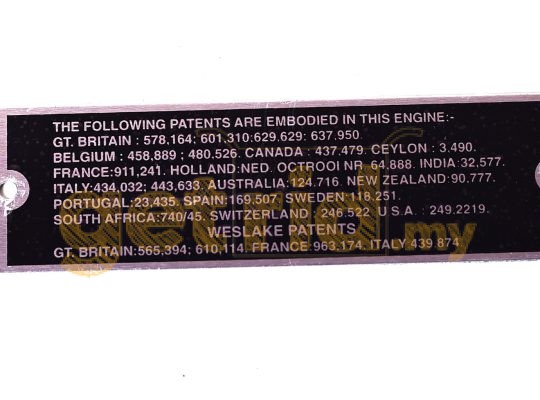 THE FOLLOWING PATENTS ARE EMBODIED IN THIS ENGINE:-
GT. BRITAIN : 578,164; 601,310:629,629: 637,950.
BELGIUM : 458,889 ; 480.526. CANADA : 437,479. CEYLON : 3.490.
FRANCE:911,241. HOLLAND:NED. OCTROOI NR. 64,888. INDIA:32,577.
ITALY:434,032; 443,633. AUSTRALIA:124.716. NEW ZEALAND:90.777.
PORTUGAL:23,435. SPAIN:169.507. SWEDEN:118.251.
SOUTH AFRICA:740/45. SWITZERLAND : 246.522 U.S.A. : 249.2219.
WESLAKE PATENTS
GT. BRITAIN:565,394; 610,114. FRANCE:963,174. ITALY 439.874
.my